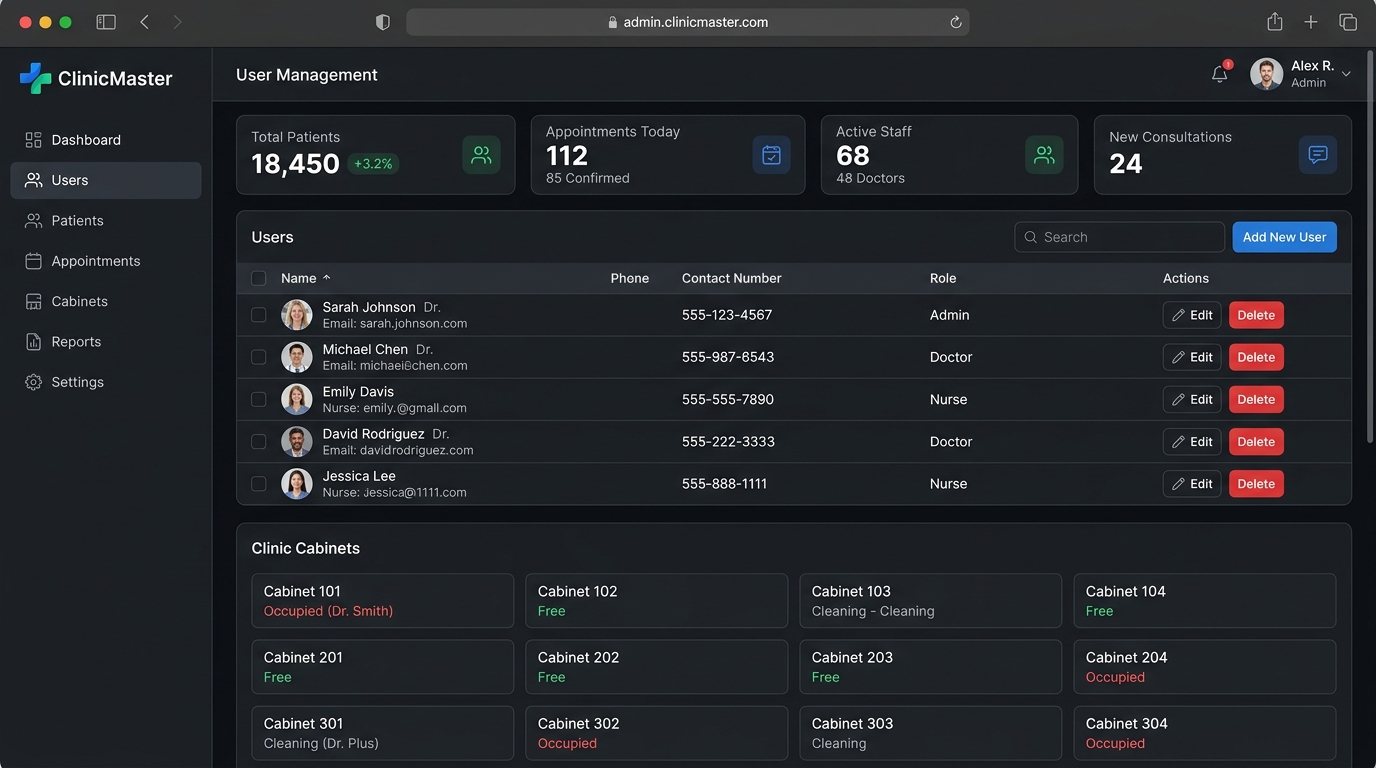 admin.clinicmaster.com
ClinicMaster
User Management
Alex R.
Admin
Dashboard
Users
Patients
Appointments
Cabinets
Reports
Settings
Total Patients
18,450 +3.2%
Appointments Today
112
85 Confirmed
Active Staff
68
48 Doctors
New Consultations
24
Users
Search
Add New User
Name Phone Contact Number Role Actions
Sarah Johnson Dr.
Email: sarah.johnson.com
555-123-4567 Admin Edit Delete
Michael Chen Dr.
Email:
555-987-6543 Doctor Edit Delete
Emily Davis
Nurse: emily.@gmall.com
555-555-7890 Nurse Edit Delete
David Rodriguez Dr.
Email: davidrodriguez.com
555-222-3333 Doctor Edit Delete
Jessica Lee
Nurse: Jessica@1111.com
555-888-1111 Nurse Edit Delete
Clinic Cabinets
Cabinet 101
Occupied (Dr. Smith)
Cabinet 102
Free
Cabinet 103
Cleaning - Cleaning
Cabinet 104
Free
Cabinet 201
Free
Cabinet 202
Free
Cabinet 203
Free
Cabinet 204
Occupied
Cabinet 301
Cleaning (Dr. Plus)
Cabinet 302
Occupied
Cabinet 303
Cleaning
Cabinet 304
Occupied